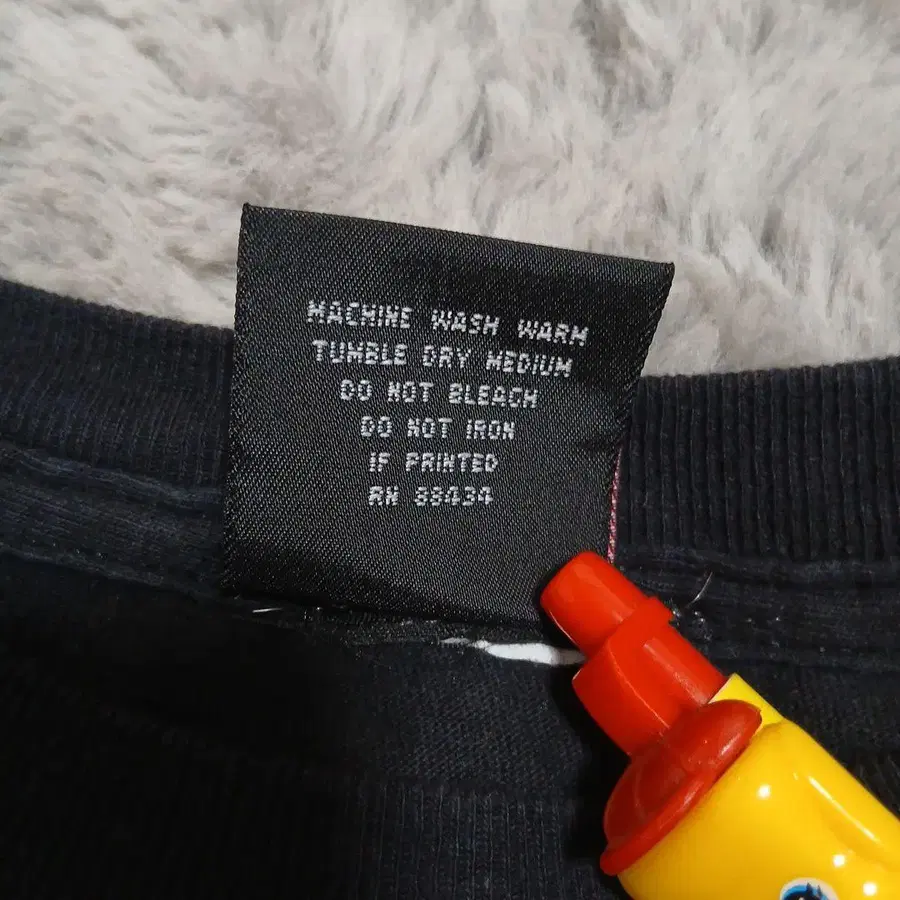 MACHINE WASH WARM
TUMBLE DRY MEDIUM
DO NOT BLEACH
DO NOT IRON
IF PRINTED
RN 88434